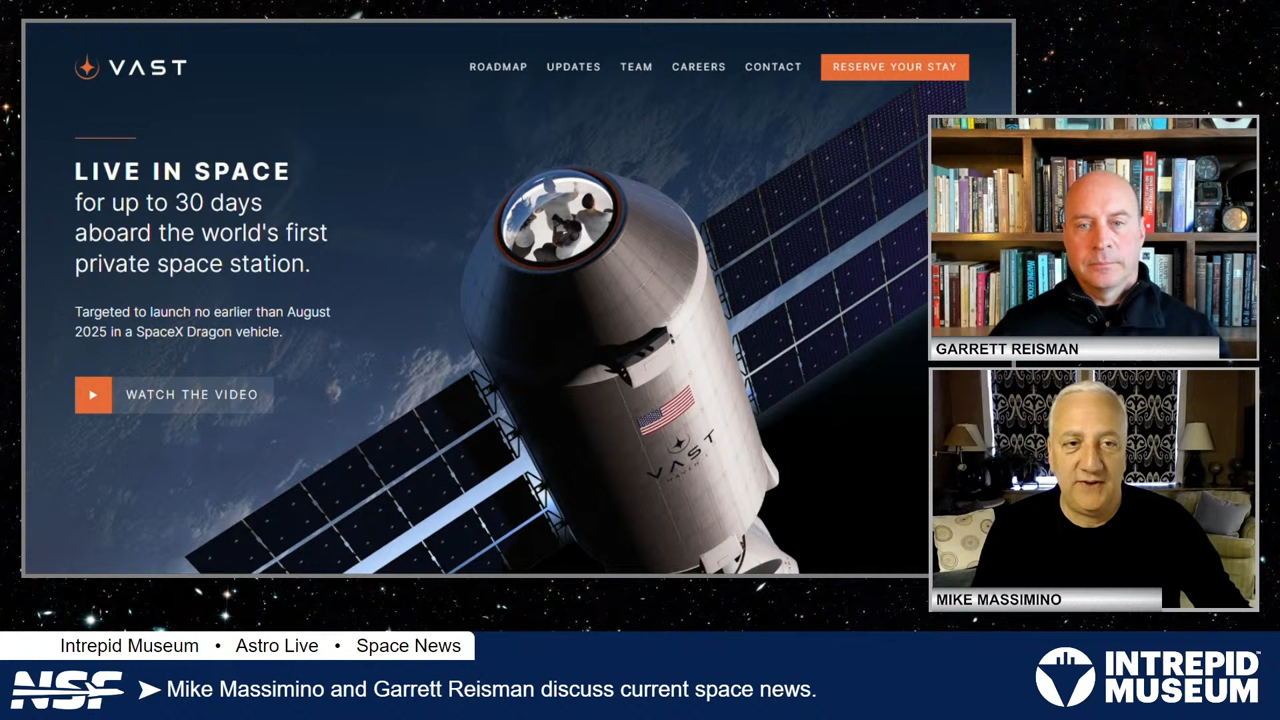 VAST
ROADMAP UPDATES TEAM CAREERS CONTACT RESERVE YOUR STAY
LIVE IN SPACE
for up to 30 days
aboard the world's first
private space station.
Targeted to launch no earlier than August
2025 in a SpaceX Dragon vehicle.
WATCH THE VIDEO
VAST
GARRETT REISMAN
MIKE MASSIMINO
Intrepid Museum • Astro Live • Space News
NSF
Mike Massimino and Garrett Reisman discuss current space news.
INTREPID
MUSEUM™